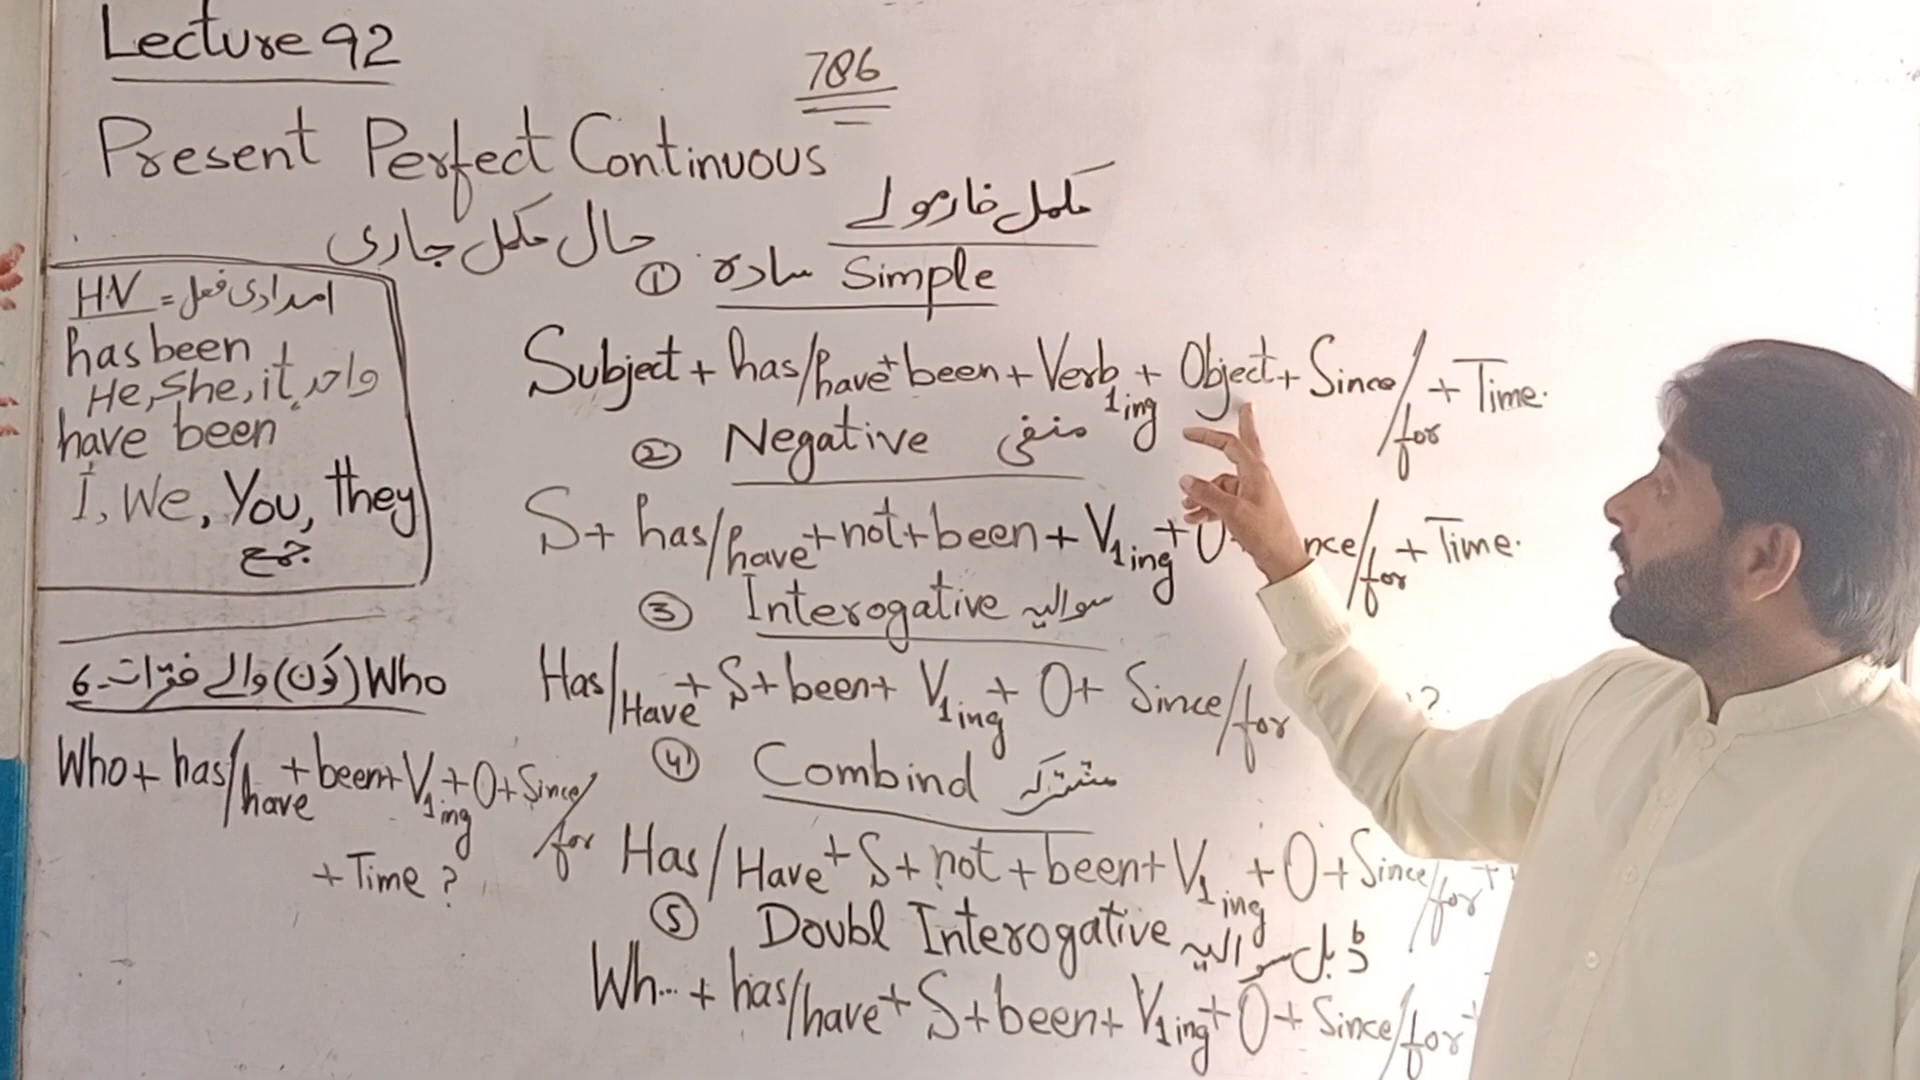 Lecture 92
786
Present Perfect Continuous
حال مکمل جاری
مکمل فارمولے
① سادہ Simple
Subject + has/have + been + Verb1ing + Object + Since/for + Time.
② Negative منفی
S + has/have + not + been + V1ing + O + nce/for + Time.
③ Interogative سوالیہ
Has/Have + S + been + V1ing + O + Since/for ?
④ Combind مشترکہ
Has/Have + S + not + been + V1ing + O + Since/for +
⑤ Doubl Interogative ڈبل سوالیہ
Wh... + has/have + S + been + V1ing + O + Since/for +
H.V = امدادی فعل
has been
He, She, it, واحد
have been
I, We, You, they
جمع
6- Who (کون) والے فقرات
Who + has/have + been + V1ing + O + Since/for
+ Time ?